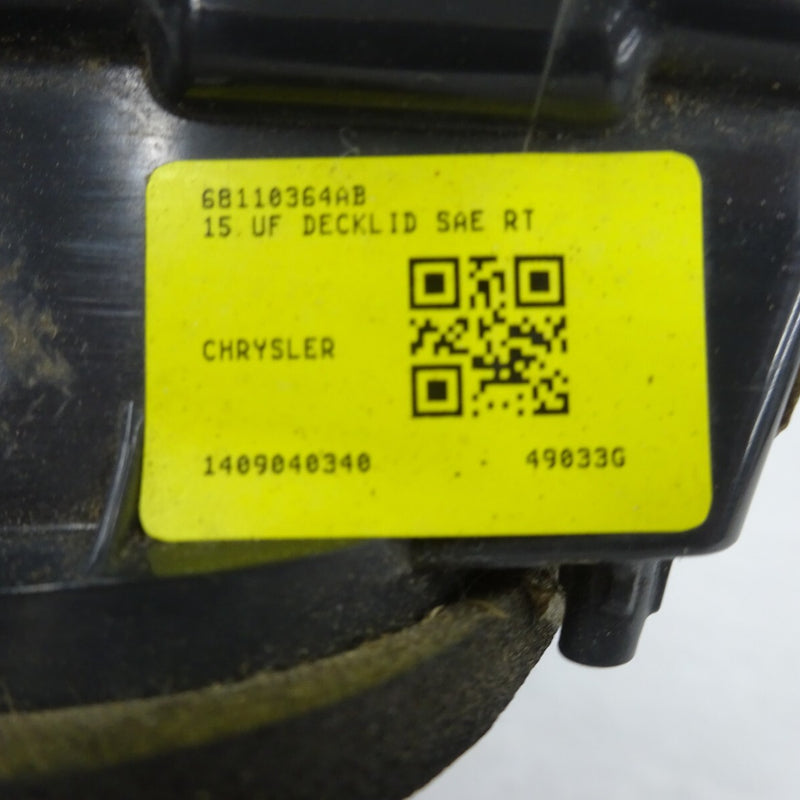 68110364AB
15 UF DECKLID SAE RT
CHRYSLER
1409040340 49033G